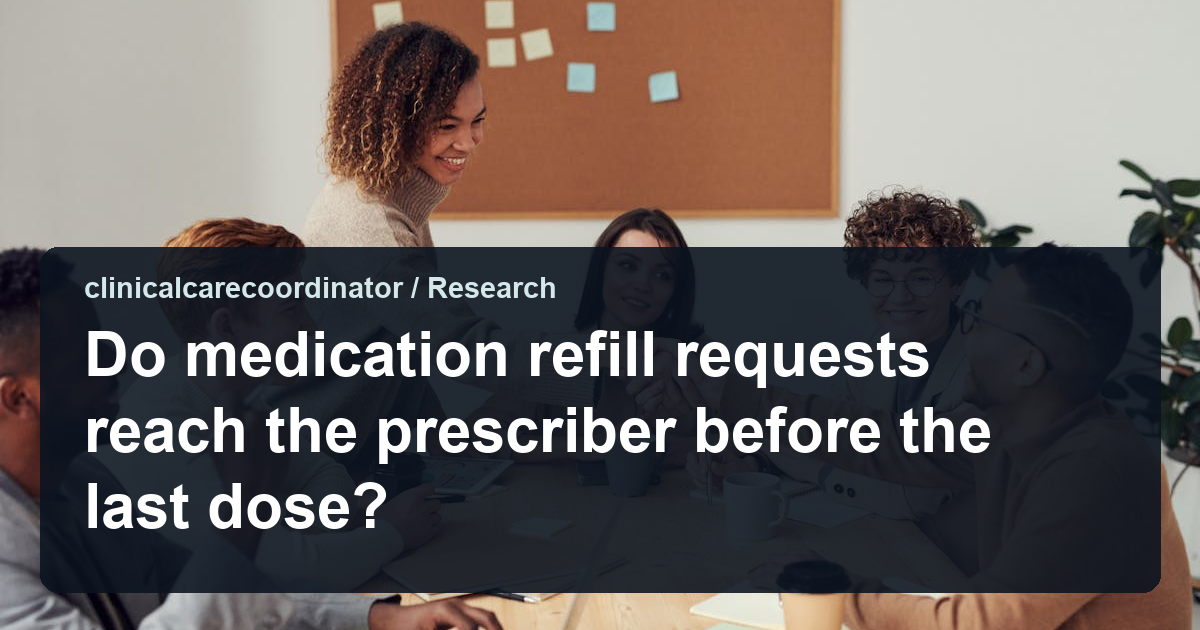 clinicalcarecoordinator / Research
Do medication refill requests
reach the prescriber before the
last dose?